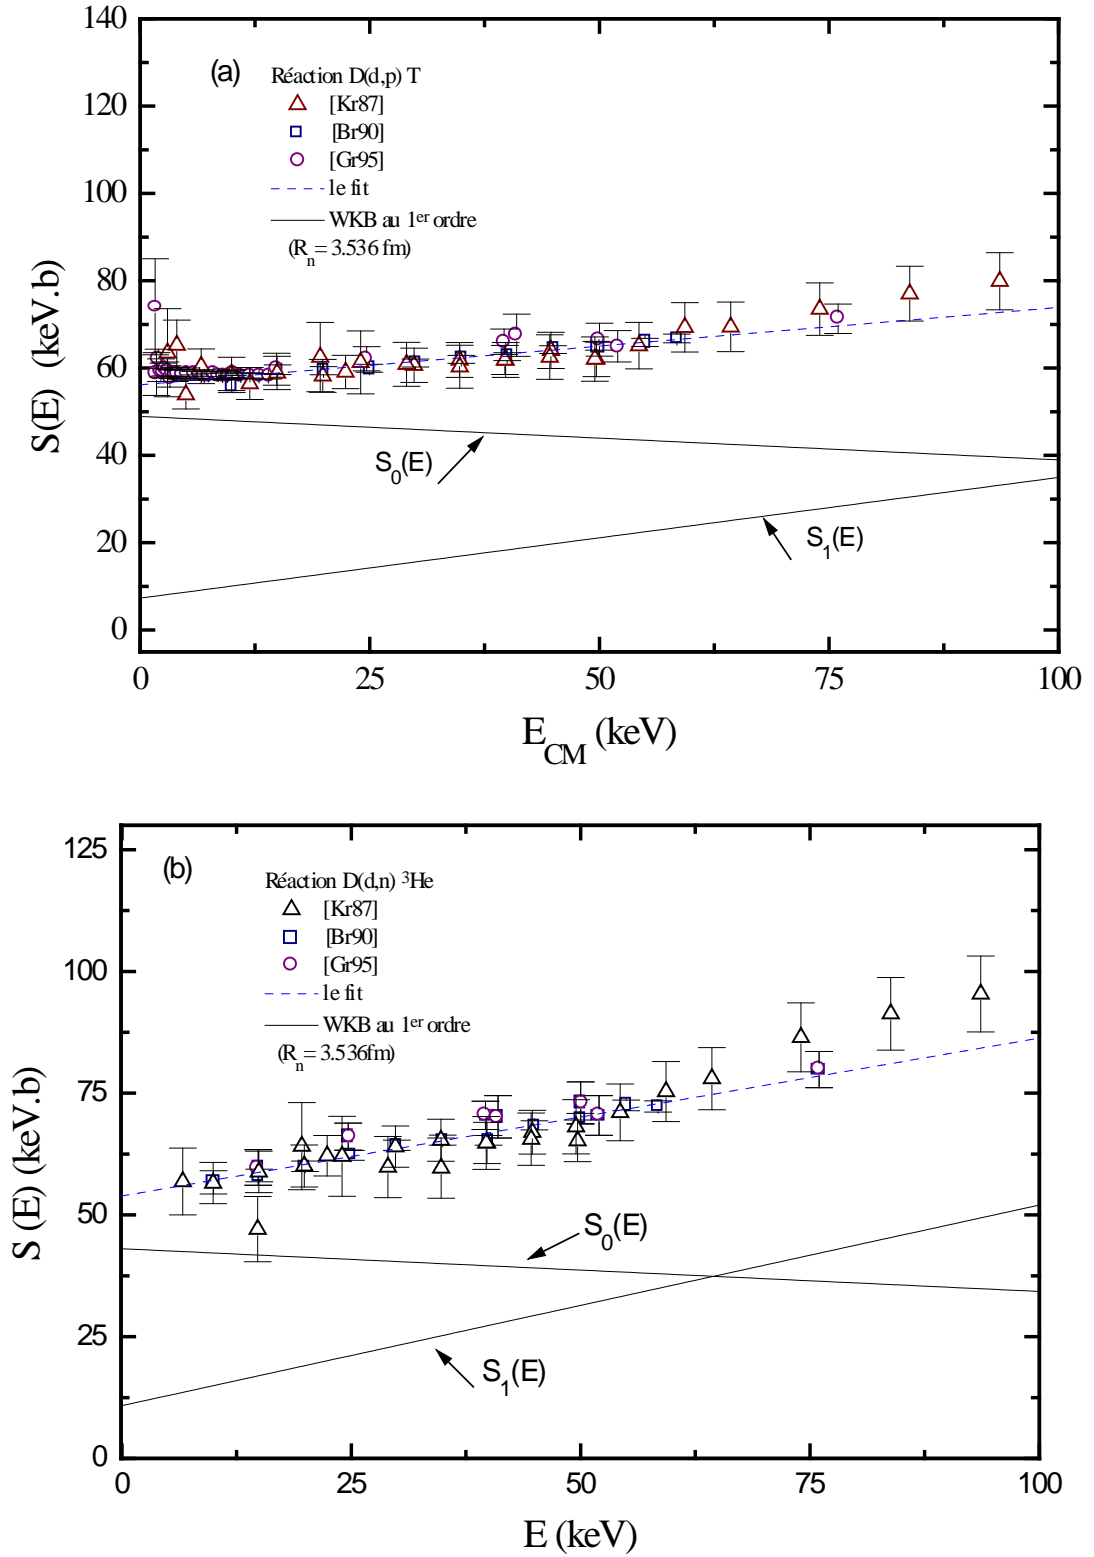 140
120
100
80
60
40
20
0
S(E) (keV.b)
(a)
Réaction D(d,p) T
[Kr87]
[Br90]
[Gr95]
le fit
WKB au 1er ordre
(Rn = 3.536 fm)
S0(E)
S1(E)
0 25 50 75 100
ECM (keV)
125
100
75
50
25
0
S (E) (keV.b)
(b)
Réaction D(d,n) 3He
[Kr87]
[Br90]
[Gr95]
le fit
WKB au 1er ordre
(Rn = 3.536fm)
S0(E)
S1(E)
0 25 50 75 100
E (keV)